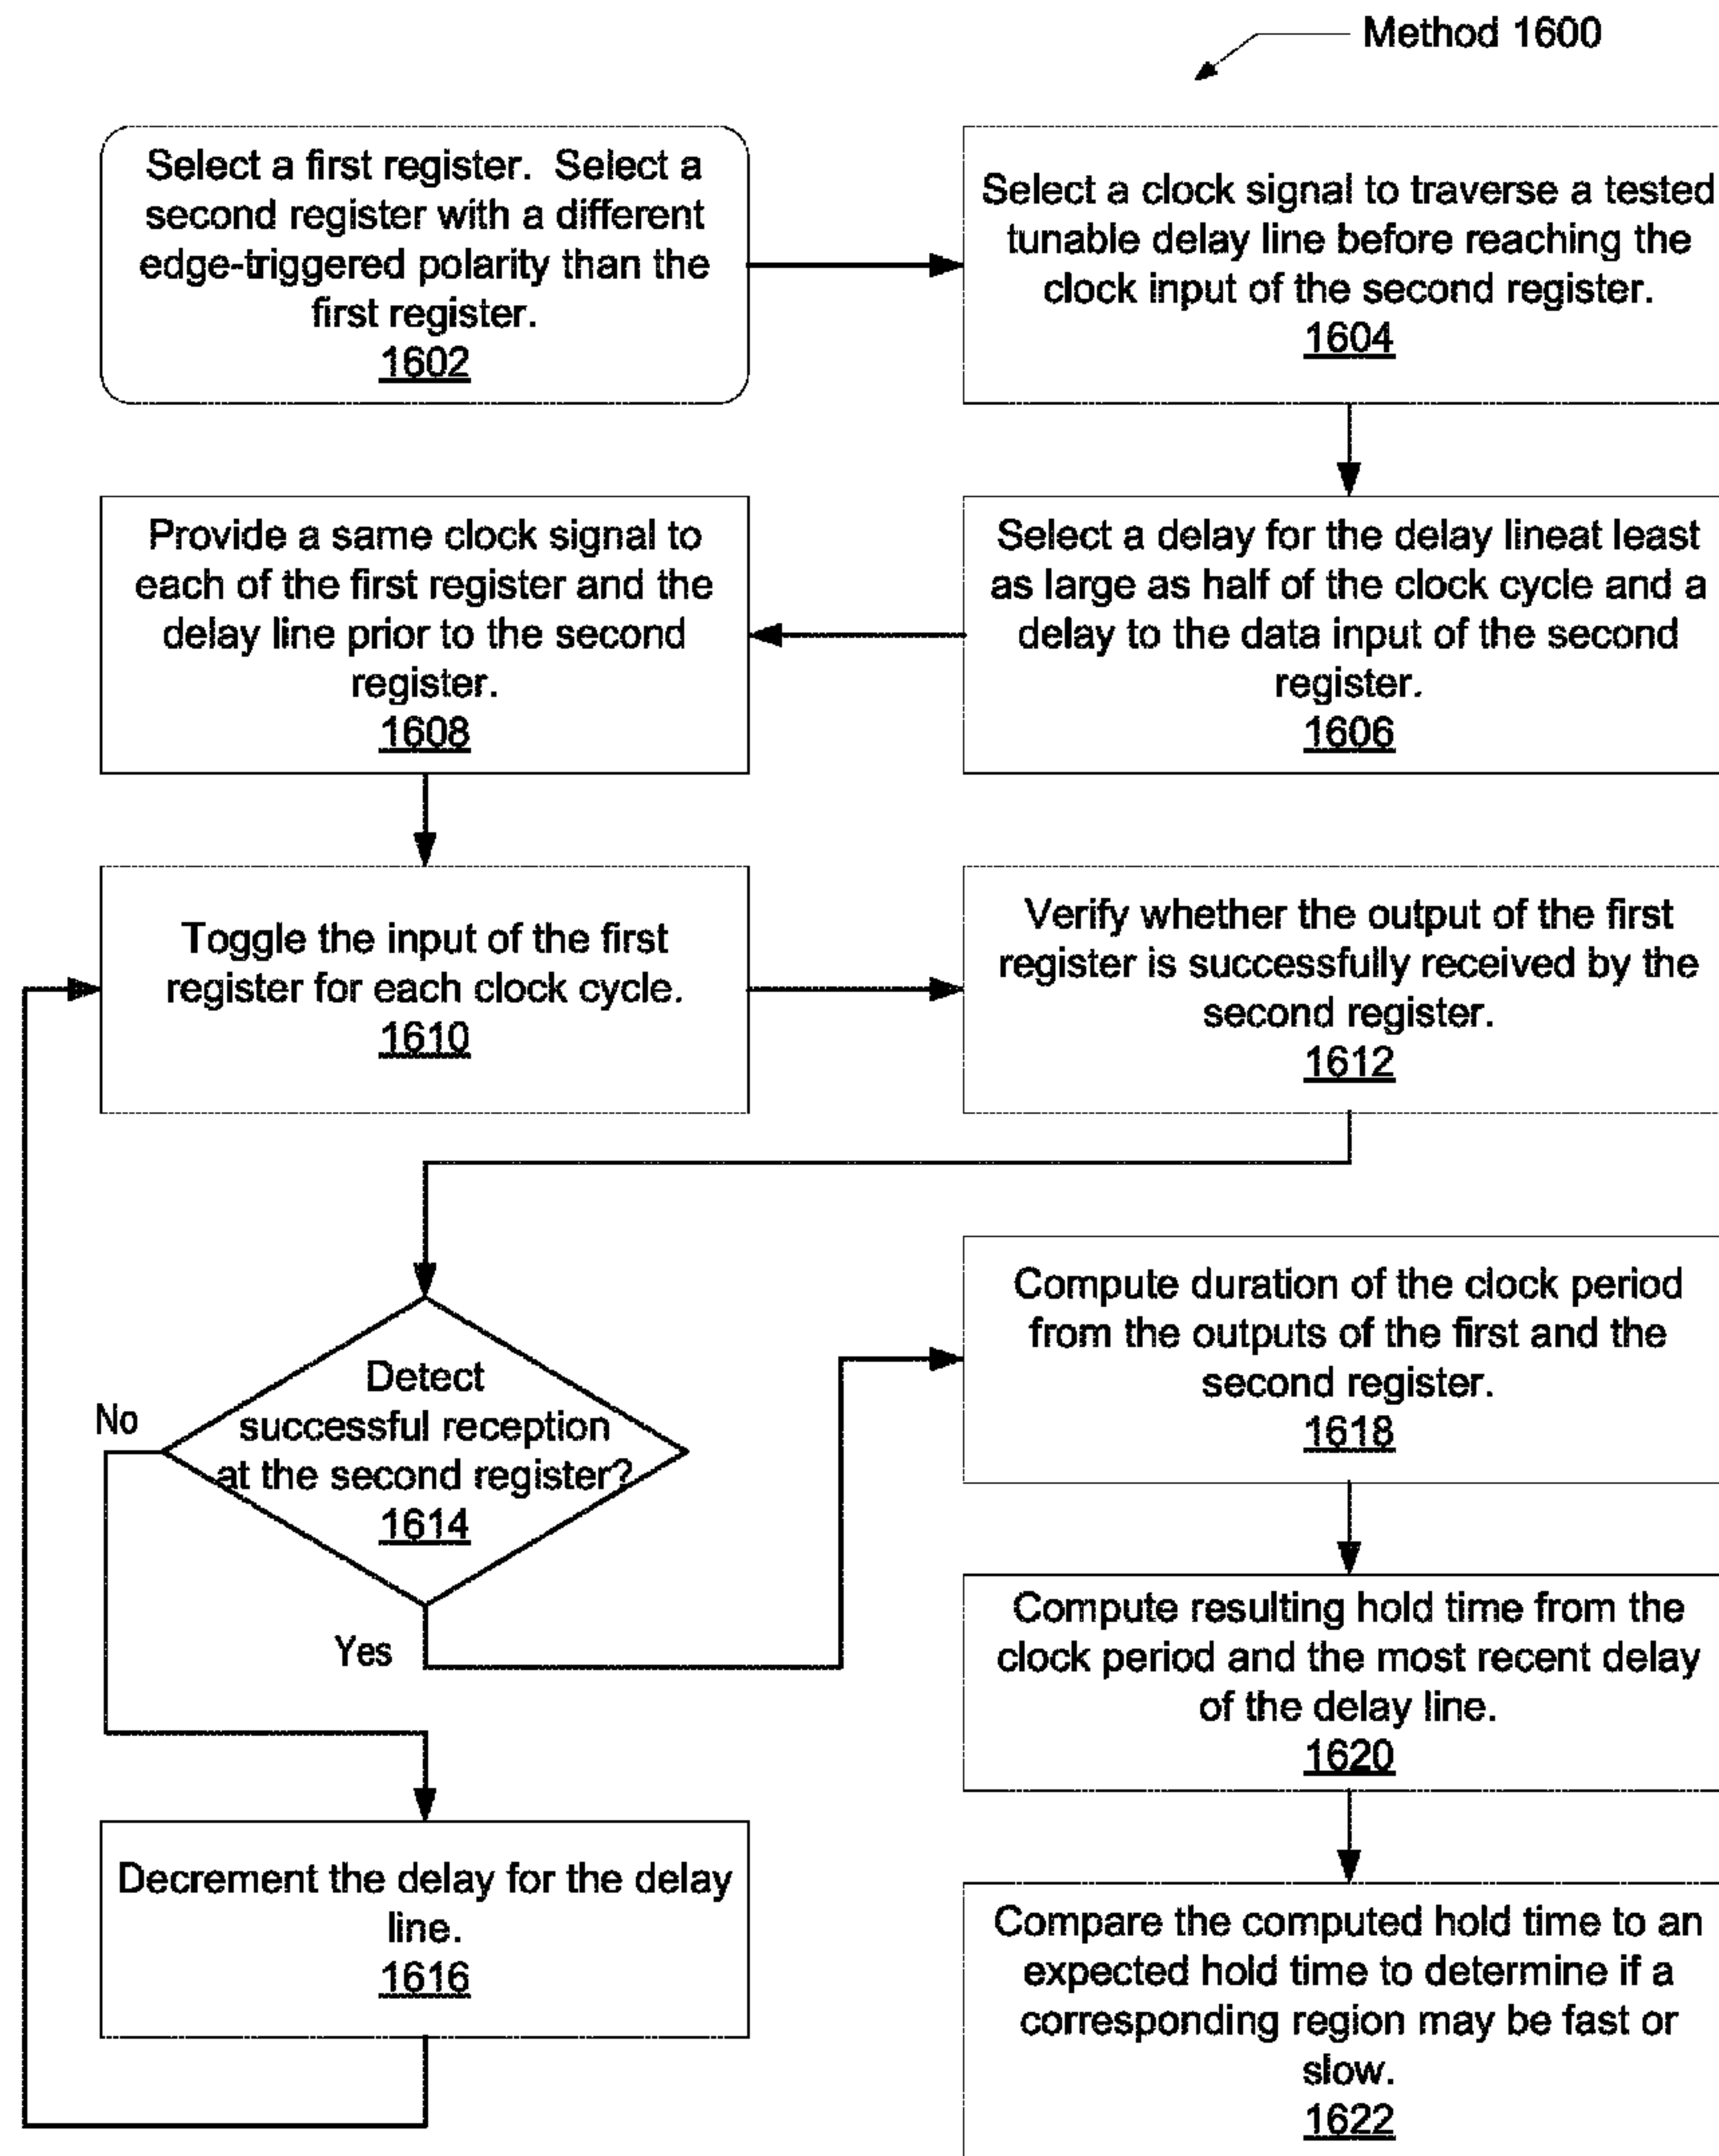 Method 1600
Select a first register. Select a
second register with a different
edge-triggered polarity than the
first register.
1602
Select a clock signal to traverse a tested
tunable delay line before reaching the
clock input of the second register.
1604
Select a delay for the delay lineat least
as large as half of the clock cycle and a
delay to the data input of the second
register.
1606
Provide a same clock signal to
each of the first register and the
delay line prior to the second
register.
1608
Toggle the input of the first
register for each clock cycle.
1610
Verify whether the output of the first
register is successfully received by the
second register.
1612
Detect
successful reception
at the second register?
1614
No
Yes
Decrement the delay for the delay
line.
1616
Compute duration of the clock period
from the outputs of the first and the
second register.
1618
Compute resulting hold time from the
clock period and the most recent delay
of the delay line.
1620
Compare the computed hold time to an
expected hold time to determine if a
corresponding region may be fast or
slow.
1622